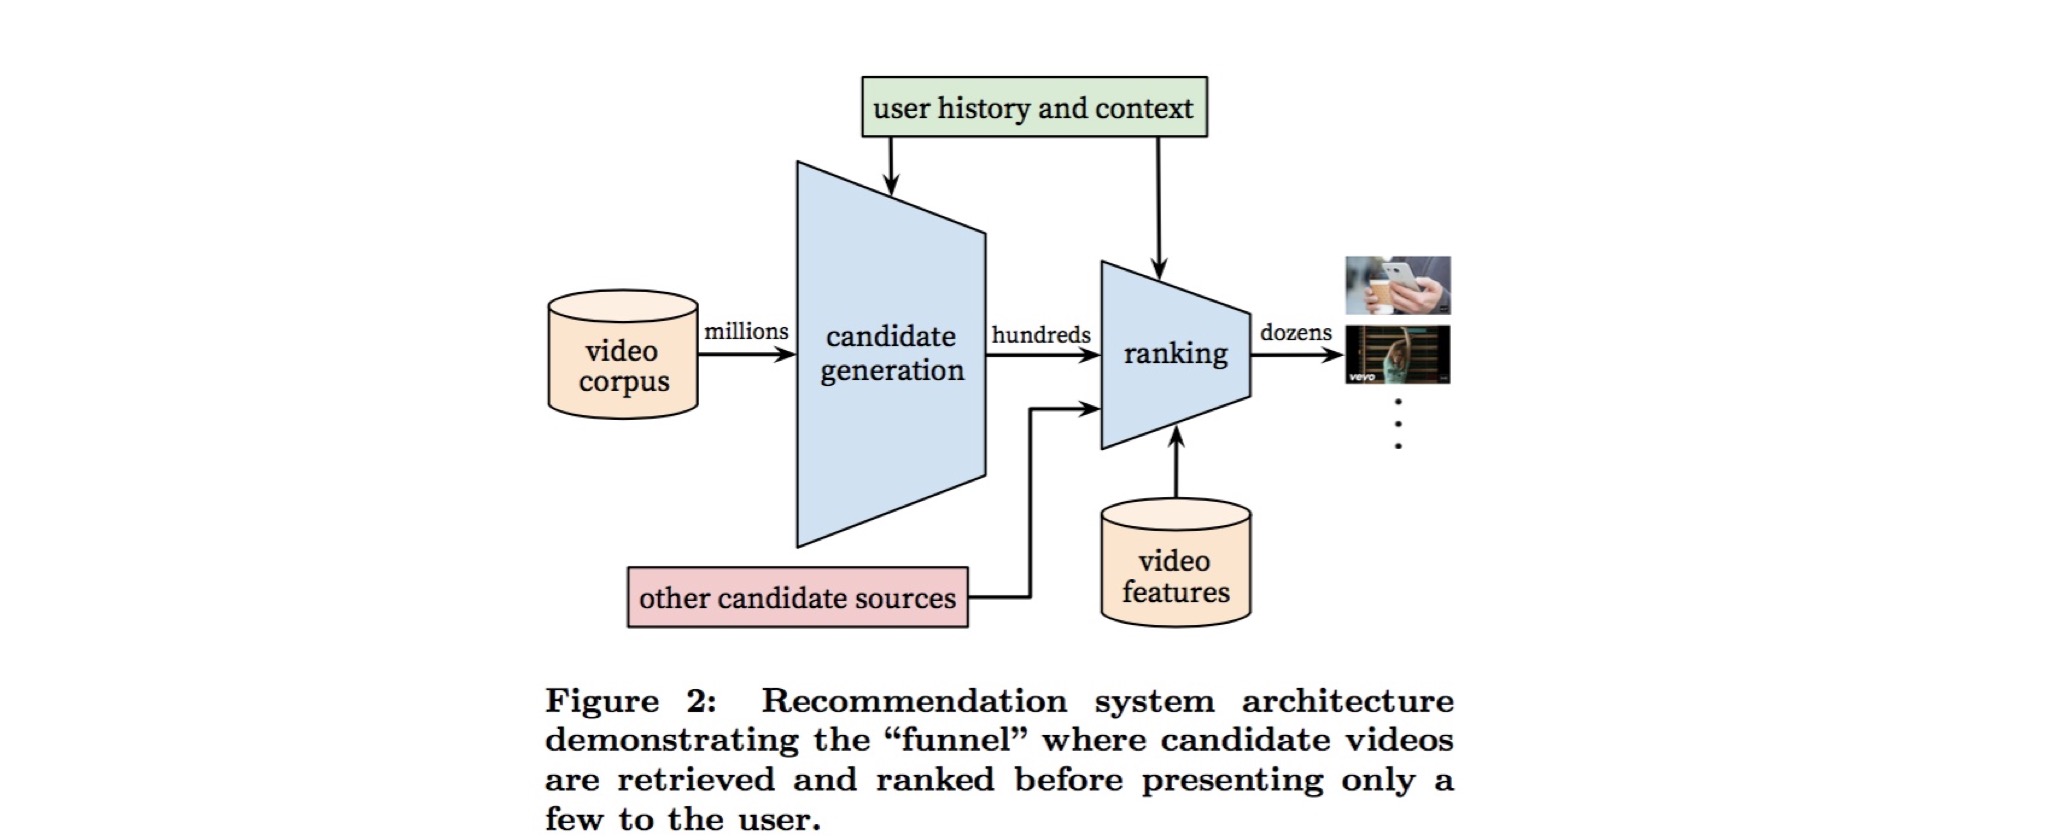 user history and context
video
corpus
millions
candidate
generation
hundreds
ranking
dozens
vevo
other candidate sources
video
features
Figure 2: Recommendation system architecture
demonstrating the “funnel” where candidate videos
are retrieved and ranked before presenting only a
few to the user.